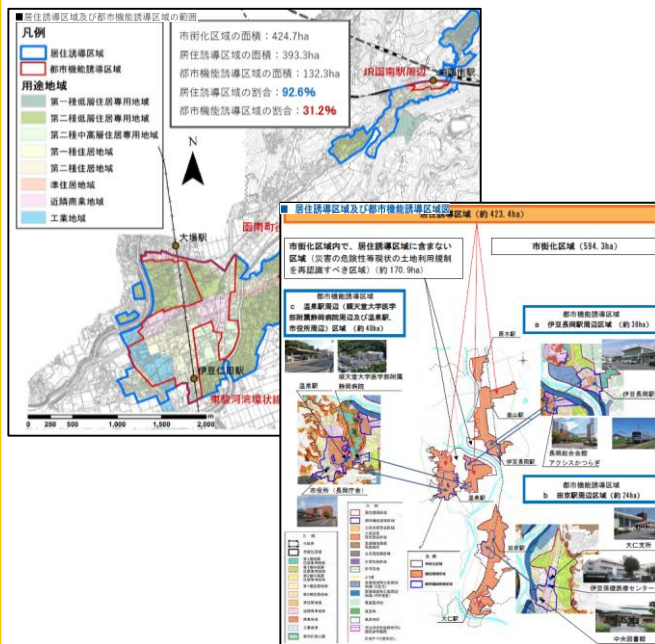 ■居住誘導区域及び都市機能誘導区域の範囲
凡例
居住誘導区域
都市機能誘導区域
用途地域
第一種低層住居専用地域
第二種低層住居専用地域
第二種中高層住居専用地域
第一種住居地域
第二種住居地域
準住居地域
近隣商業地域
工業地域
市街化区域の面積：424.7ha
居住誘導区域の面積：393.3ha
都市機能誘導区域の面積：132.3ha
居住誘導区域の割合：92.6%
都市機能誘導区域の割合：31.2%
JR函南駅周辺
函南駅
N
函南町役
大場駅
伊豆仁田駅
東駿河湾環状線
0 250 500 1,000 1,500 2,000
m
■ 居住誘導区域及び都市機能誘導区域図
居住誘導区域（約423.4ha）
市街化区域内で、居住誘導区域に含まない
区域（災害の危険性等現状の土地利用規制
を再認識すべき区域）（約170.9ha）
市街化区域（594.3ha）
都市機能誘導区域
c 温泉駅周辺（順天堂大学医学
部附属静岡病院周辺及び温泉駅、
市役所周辺）区域（約40ha）
都市機能誘導区域
a 伊豆長岡駅周辺区域（約30ha）
原木駅
温泉駅
順天堂大学医学部附属
静岡病院
韮山駅
伊豆長岡駅
長岡総合会館
アクシスかつらぎ
伊豆長岡駅
温泉駅
市役所（長岡庁舎）
都市機能誘導区域
b 田京駅周辺区域（約74ha）
田京駅
大仁支所
伊豆保健医療センター
大仁駅
中央図書館